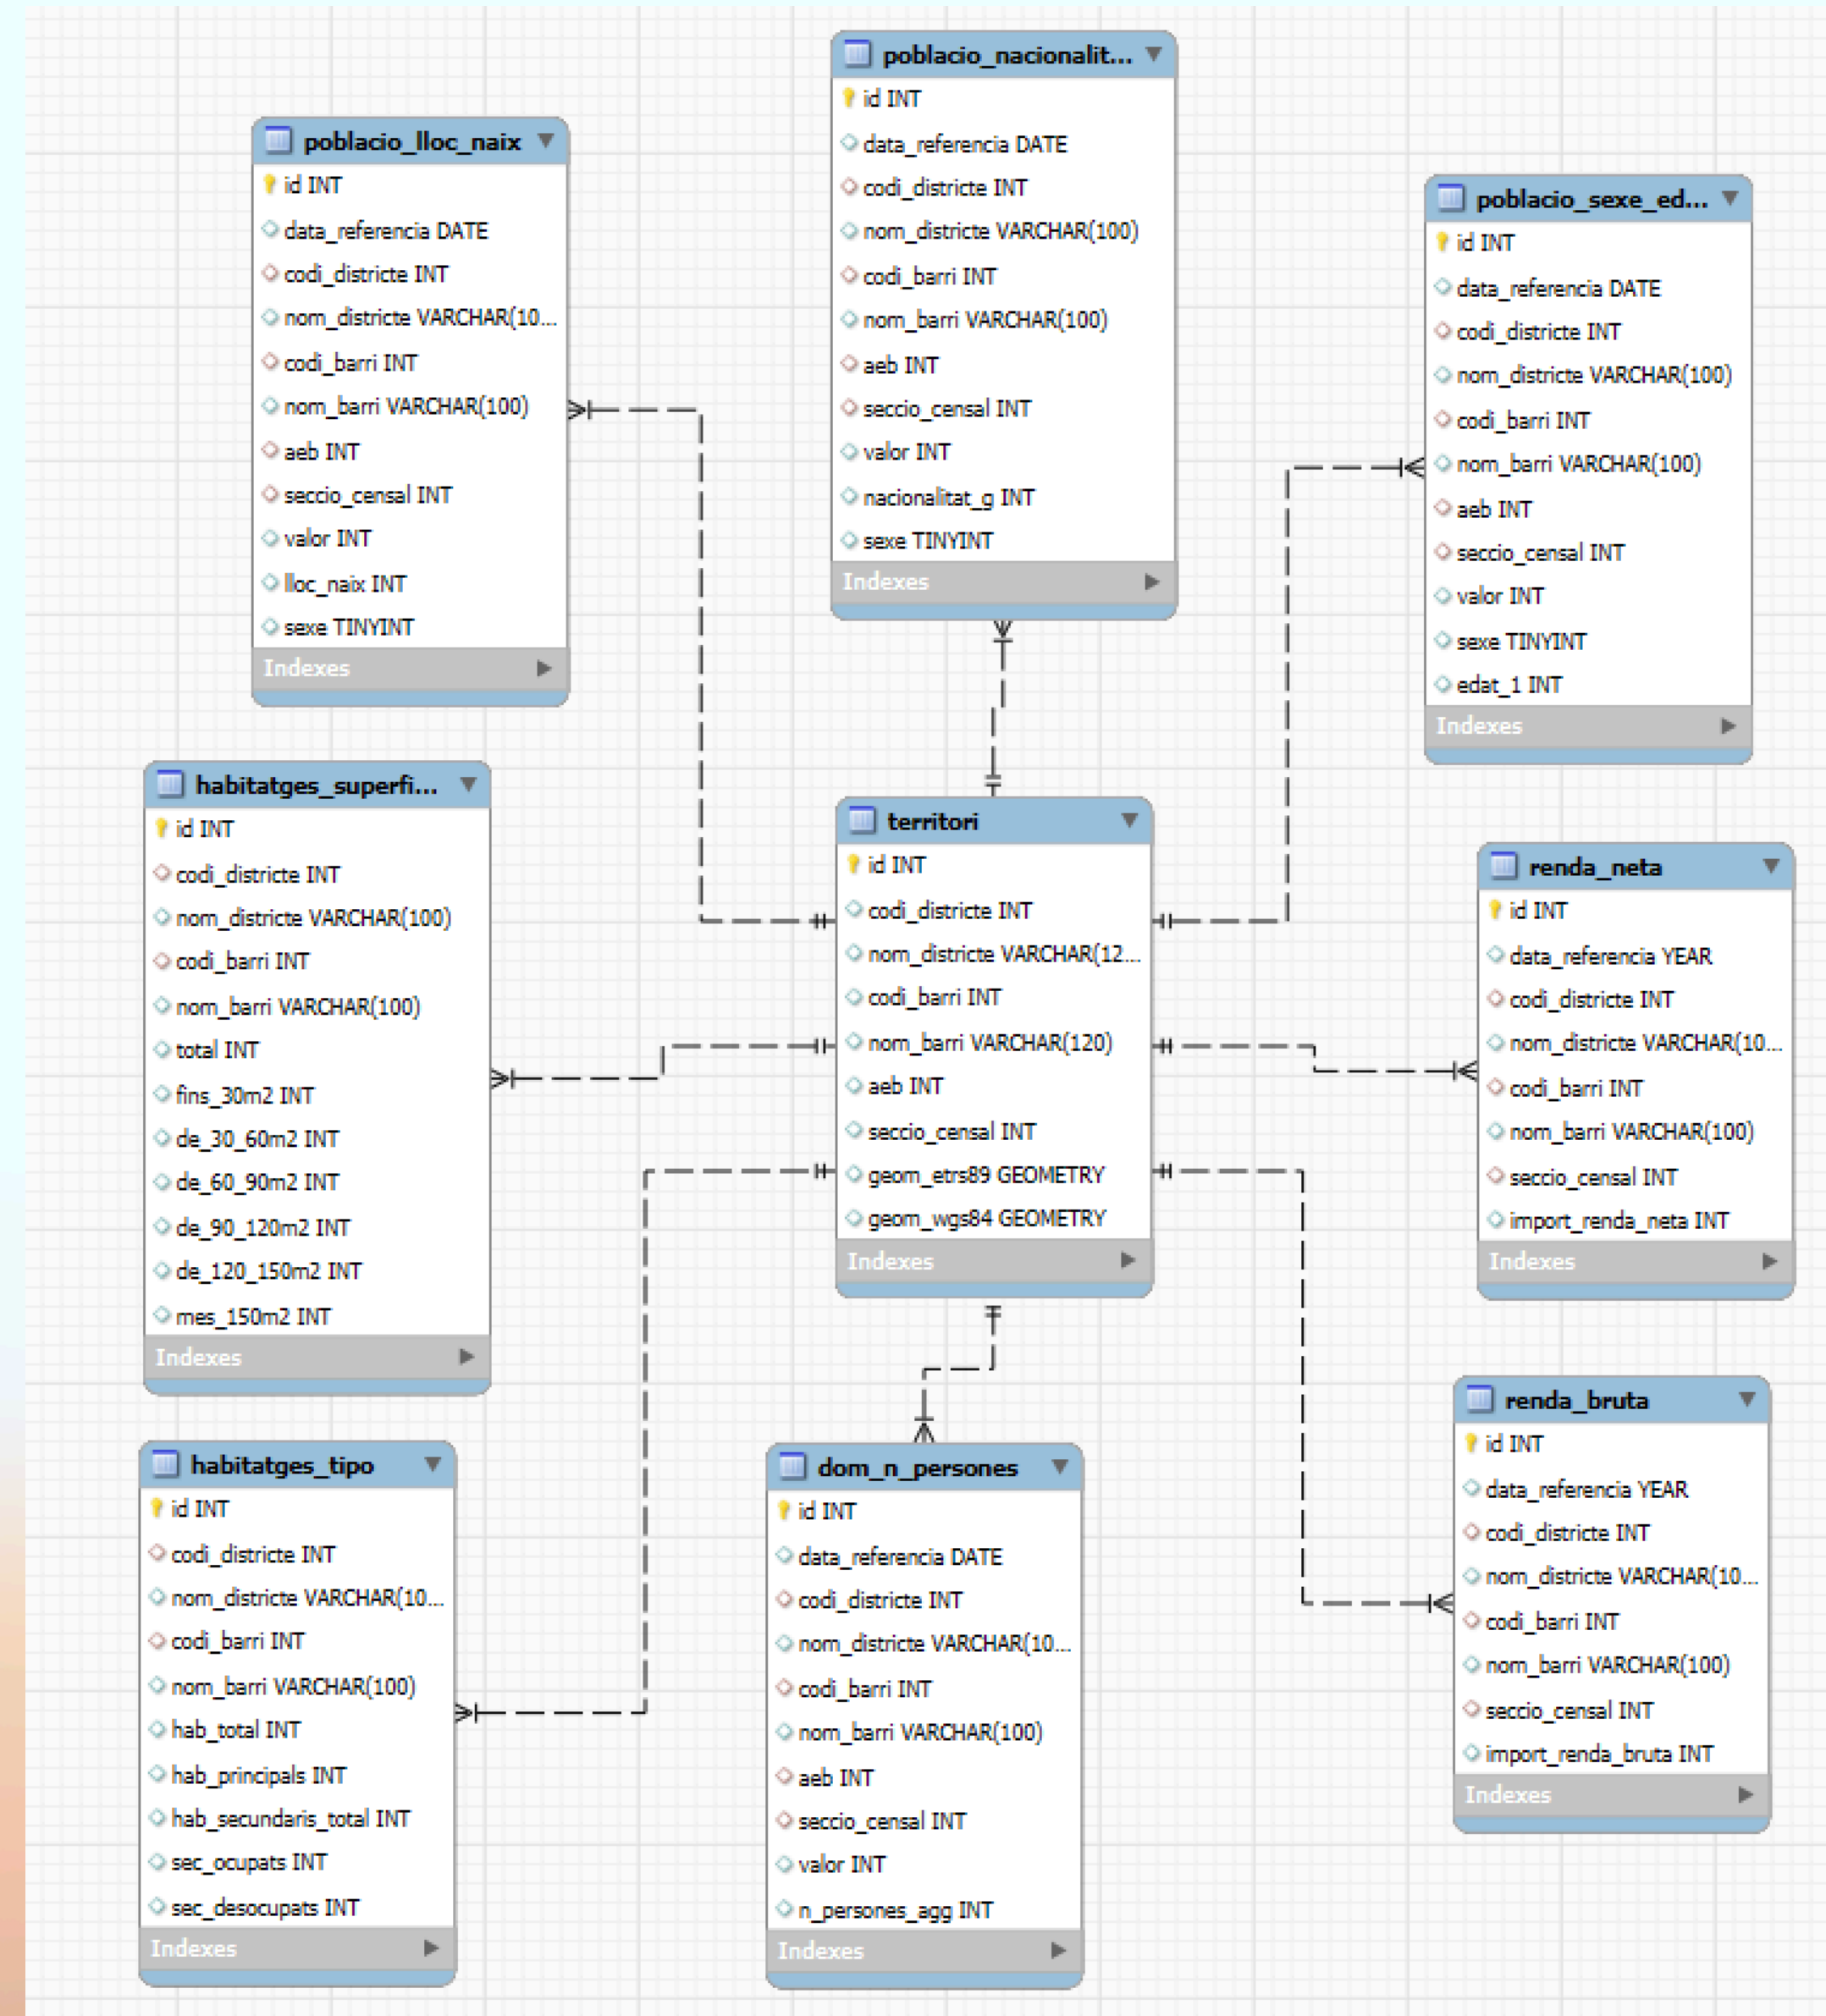 poblacio_nacionalit...
id INT
data_referencia DATE
codi_districte INT
nom_districte VARCHAR(100)
codi_barri INT
nom_barri VARCHAR(100)
aeb INT
seccio_censal INT
valor INT
nacionalitat_g INT
sexe TINYINT
Indexes
poblacio_lloc_naix
id INT
data_referencia DATE
codi_districte INT
nom_districte VARCHAR(10...
codi_barri INT
nom_barri VARCHAR(100)
aeb INT
seccio_censal INT
valor INT
lloc_naix INT
sexe TINYINT
Indexes
poblacio_sexe_ed...
id INT
data_referencia DATE
codi_districte INT
nom_districte VARCHAR(100)
codi_barri INT
nom_barri VARCHAR(100)
aeb INT
seccio_censal INT
valor INT
sexe TINYINT
edat_1 INT
Indexes
habitatges_superfi...
id INT
codi_districte INT
nom_districte VARCHAR(100)
codi_barri INT
nom_barri VARCHAR(100)
total INT
fins_30m2 INT
de_30_60m2 INT
de_60_90m2 INT
de_90_120m2 INT
de_120_150m2 INT
mes_150m2 INT
Indexes
territori
id INT
codi_districte INT
nom_districte VARCHAR(12...
codi_barri INT
nom_barri VARCHAR(120)
aeb INT
seccio_censal INT
geom_etrs89 GEOMETRY
geom_wgs84 GEOMETRY
Indexes
renda_neta
id INT
data_referencia YEAR
codi_districte INT
nom_districte VARCHAR(10...
codi_barri INT
nom_barri VARCHAR(100)
seccio_censal INT
import_renda_neta INT
Indexes
habitatges_tipo
id INT
codi_districte INT
nom_districte VARCHAR(10...
codi_barri INT
nom_barri VARCHAR(100)
hab_total INT
hab_principals INT
hab_secundaris_total INT
sec_ocupats INT
sec_desocupats INT
Indexes
dom_n_persones
id INT
data_referencia DATE
codi_districte INT
nom_districte VARCHAR(10...
codi_barri INT
nom_barri VARCHAR(100)
aeb INT
seccio_censal INT
valor INT
n_persones_agg INT
Indexes
renda_bruta
id INT
data_referencia YEAR
codi_districte INT
nom_districte VARCHAR(10...
codi_barri INT
nom_barri VARCHAR(100)
seccio_censal INT
import_renda_bruta INT
Indexes